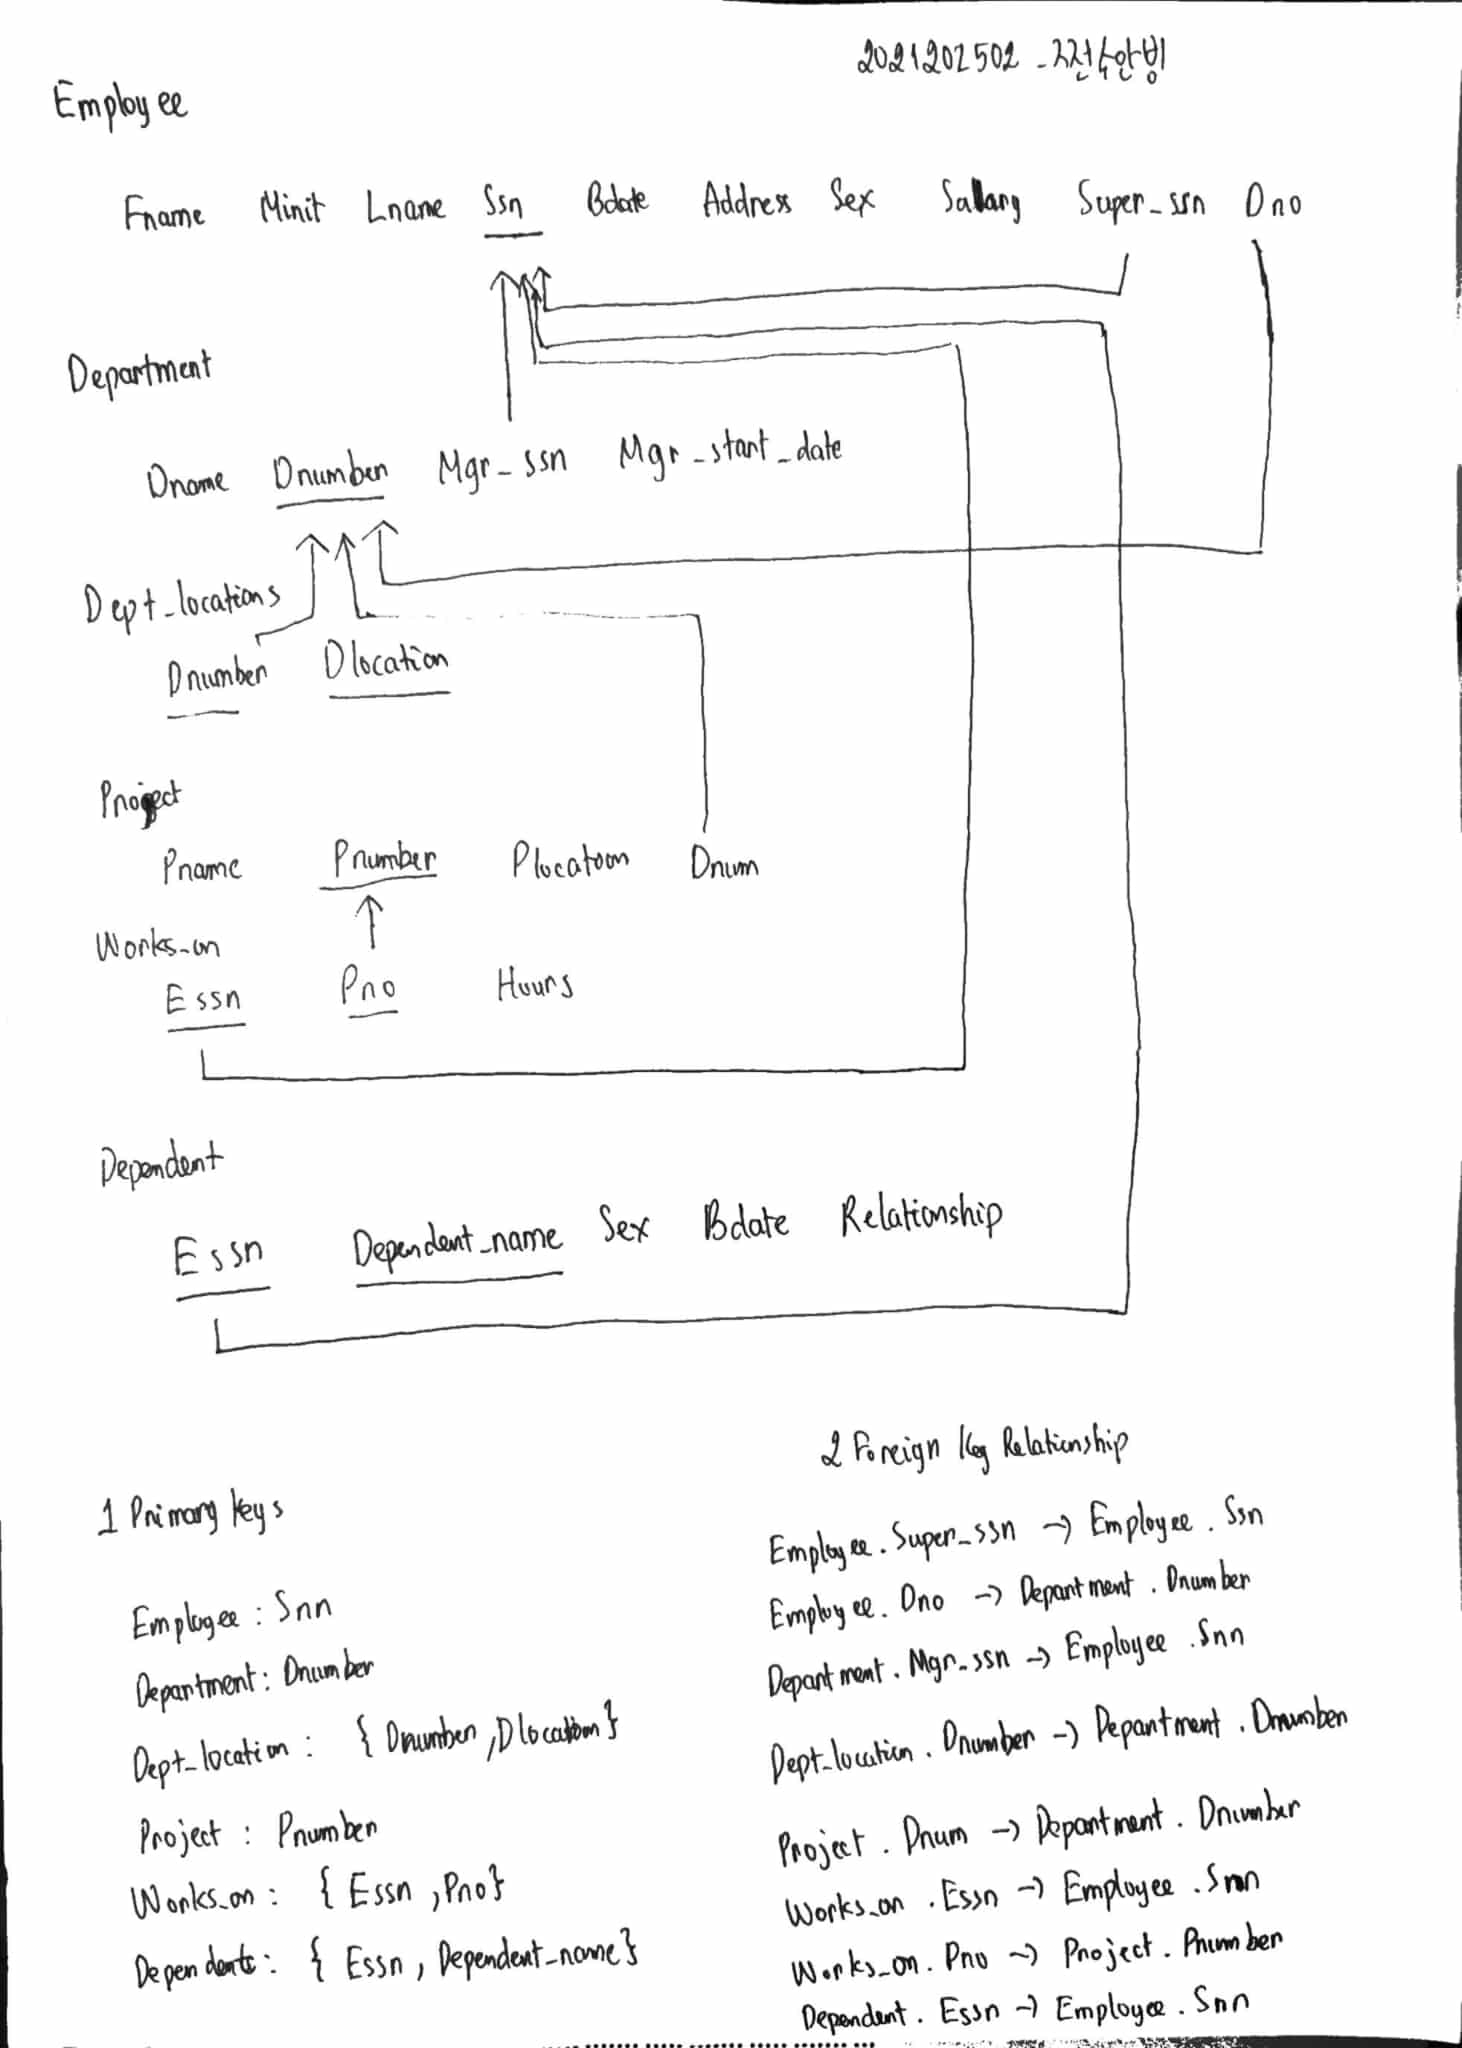 2021202502
Employee
Fname Minit Lname Ssn Bdate Address Sex Sallary Super_ssn Dno
Department
Dname Dnumber Mgr_ssn Mgr_start_date
Dept_locations
Dnumber Dlocation
Project
Pname Pnumber Plocatoon Dnum
Works_on
Essn Pno Hours
Dependent
Essn Dependent_name Sex Bdate Relationship
2 Foreign Key Relationship
1 Primary keys
Employee.Super_ssn -> Employee.Ssn
Employee : Snn
Employee.Dno -> Department.Dnumber
Department : Dnumber
Department.Mgr_ssn -> Employee.Snn
Dept_location : {Dnumber, Dlocation}
Dept_location.Dnumber -> Department.Dnumber
Project : Pnumber
Project.Dnum -> Department.Dnumber
Works_on : {Essn, Pno}
Works_on.Essn -> Employee.Snn
Works_on.Pno -> Project.Pnumber
Dependents : {Essn, Dependent_name}
Dependent.Essn -> Employee.Snn